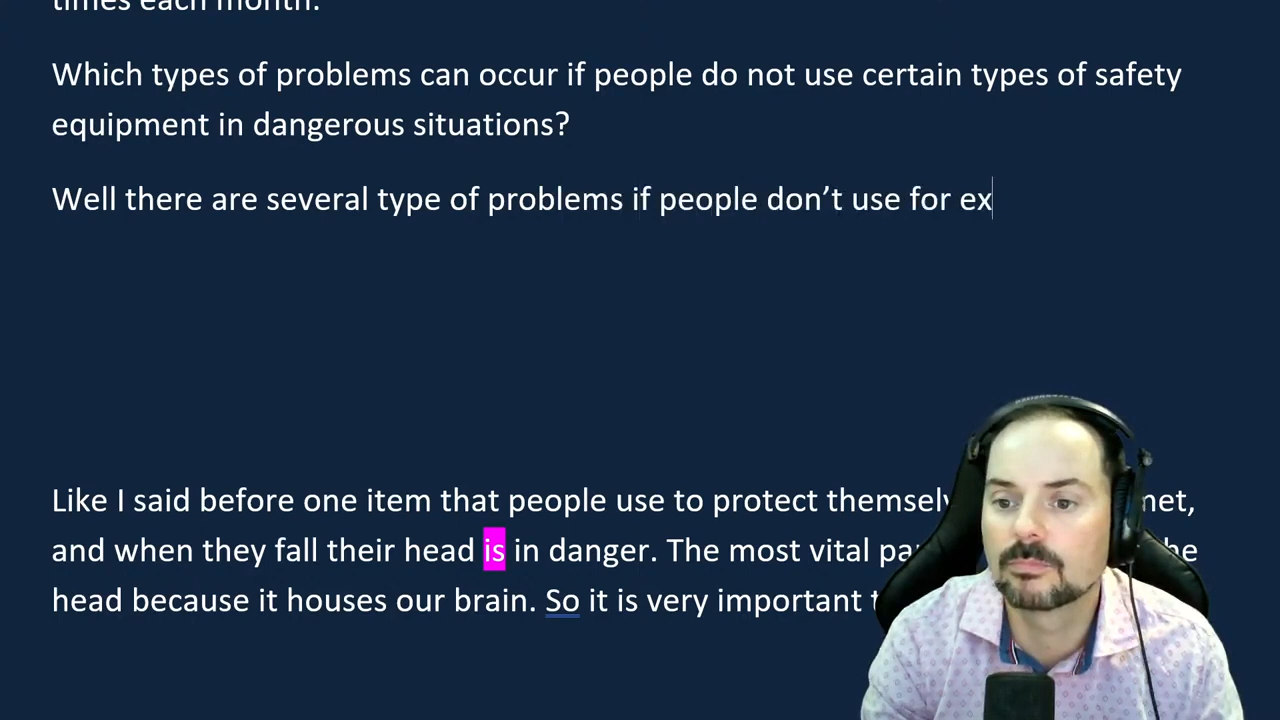 times each month.
Which types of problems can occur if people do not use certain types of safety
equipment in dangerous situations?
Well there are several type of problems if people don’t use for ex
Like I said before one item that people use to protect
and when they fall their head is in danger. The most vital
head because it houses our brain. So it is very important